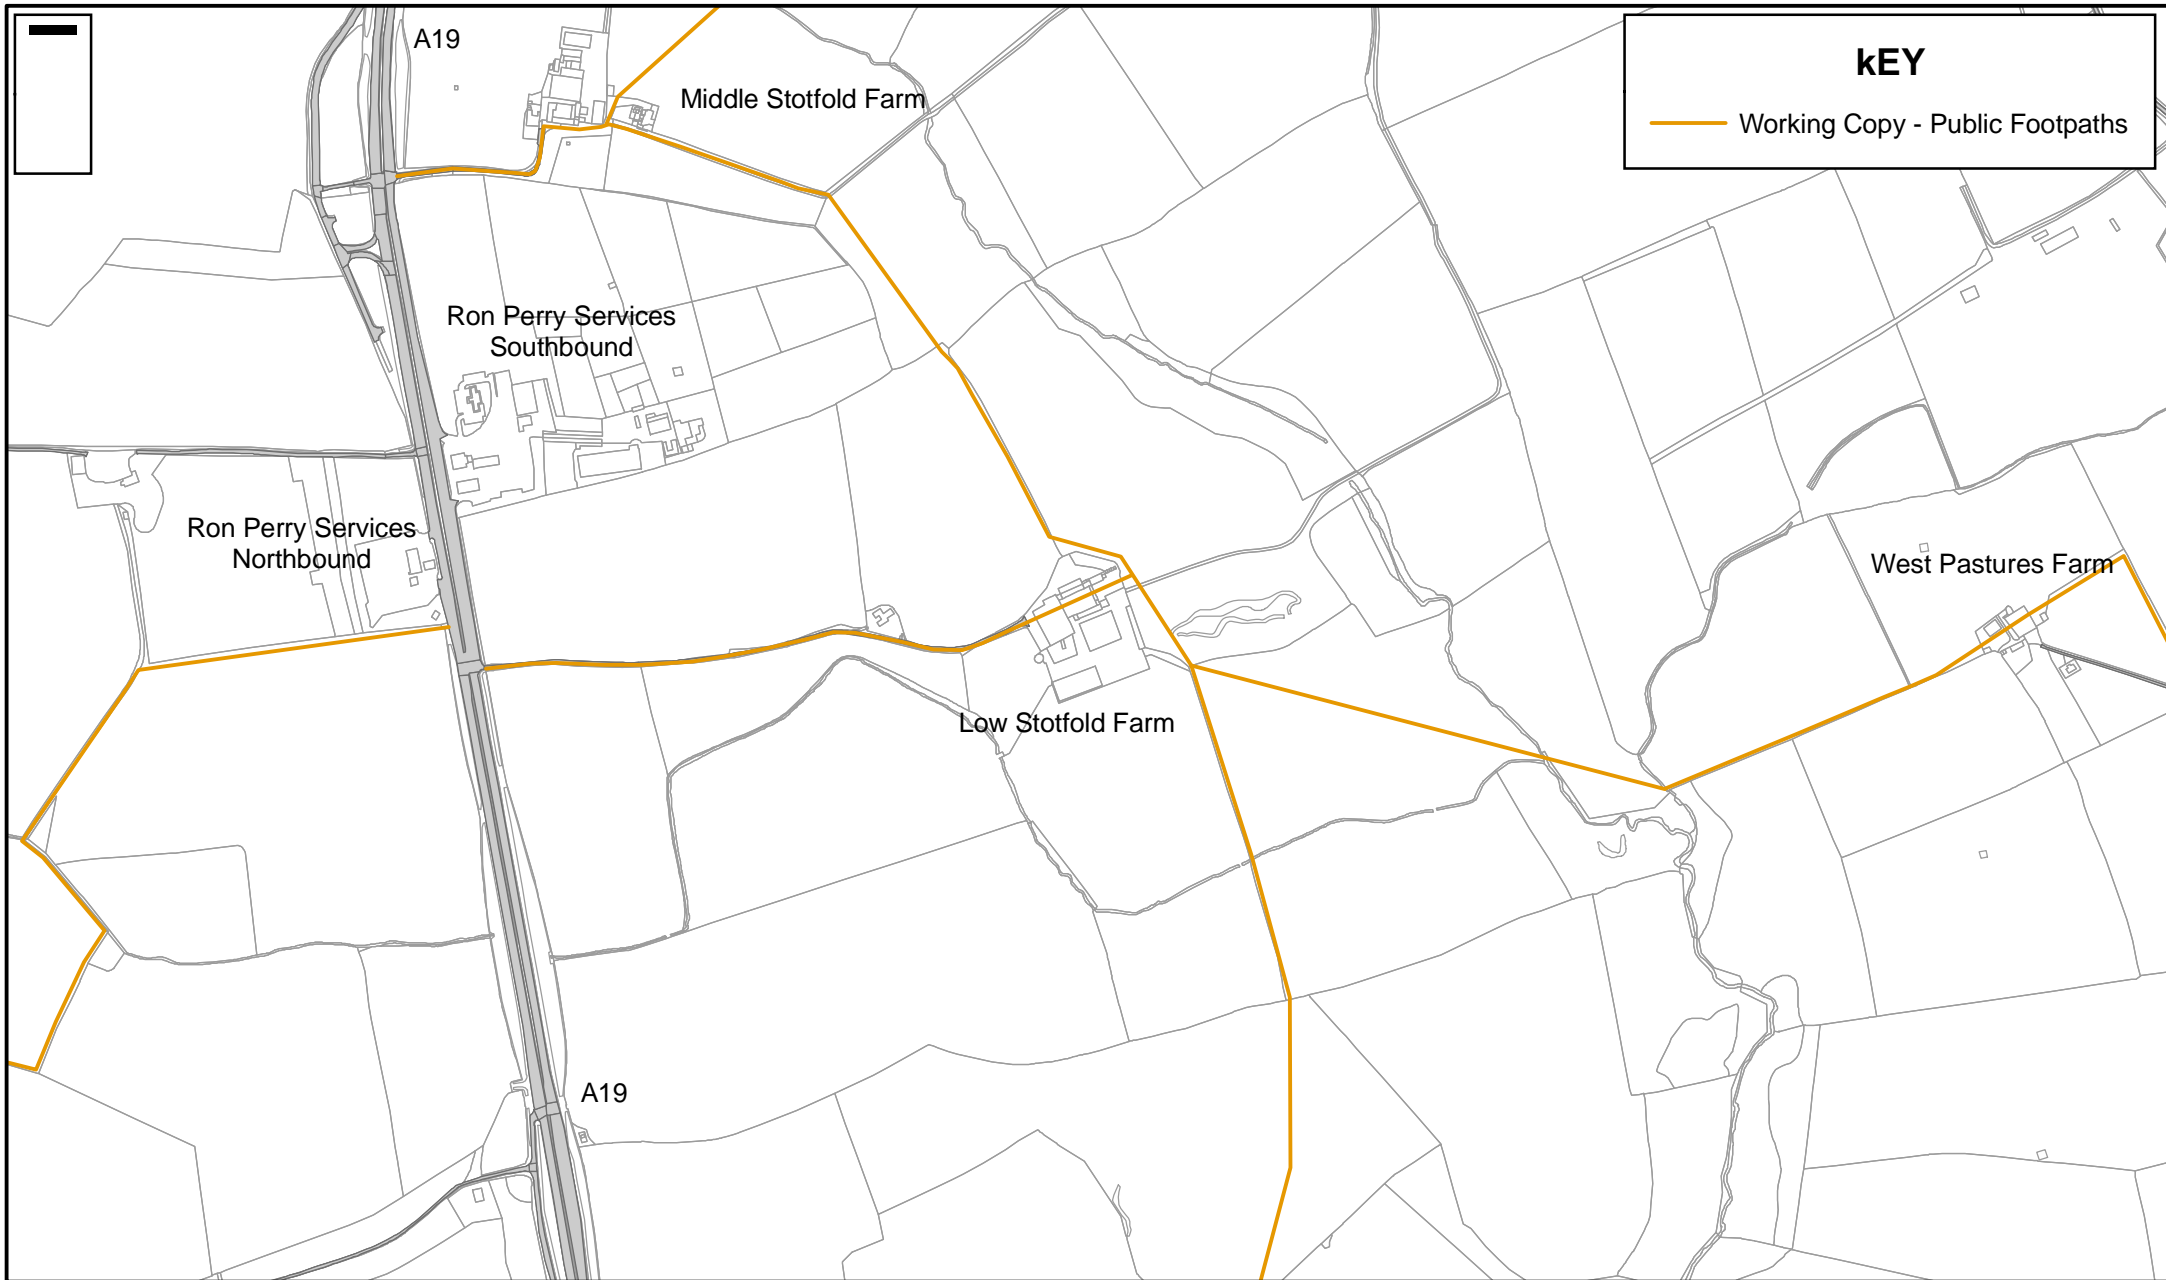 A19
kEY
Middle Stotfold Farm
Working Copy - Public Footpaths
Ron Perry Services
Southbound
Ron Perry Services
Northbound
West Pastures Farm
Low Stotfold Farm
A19